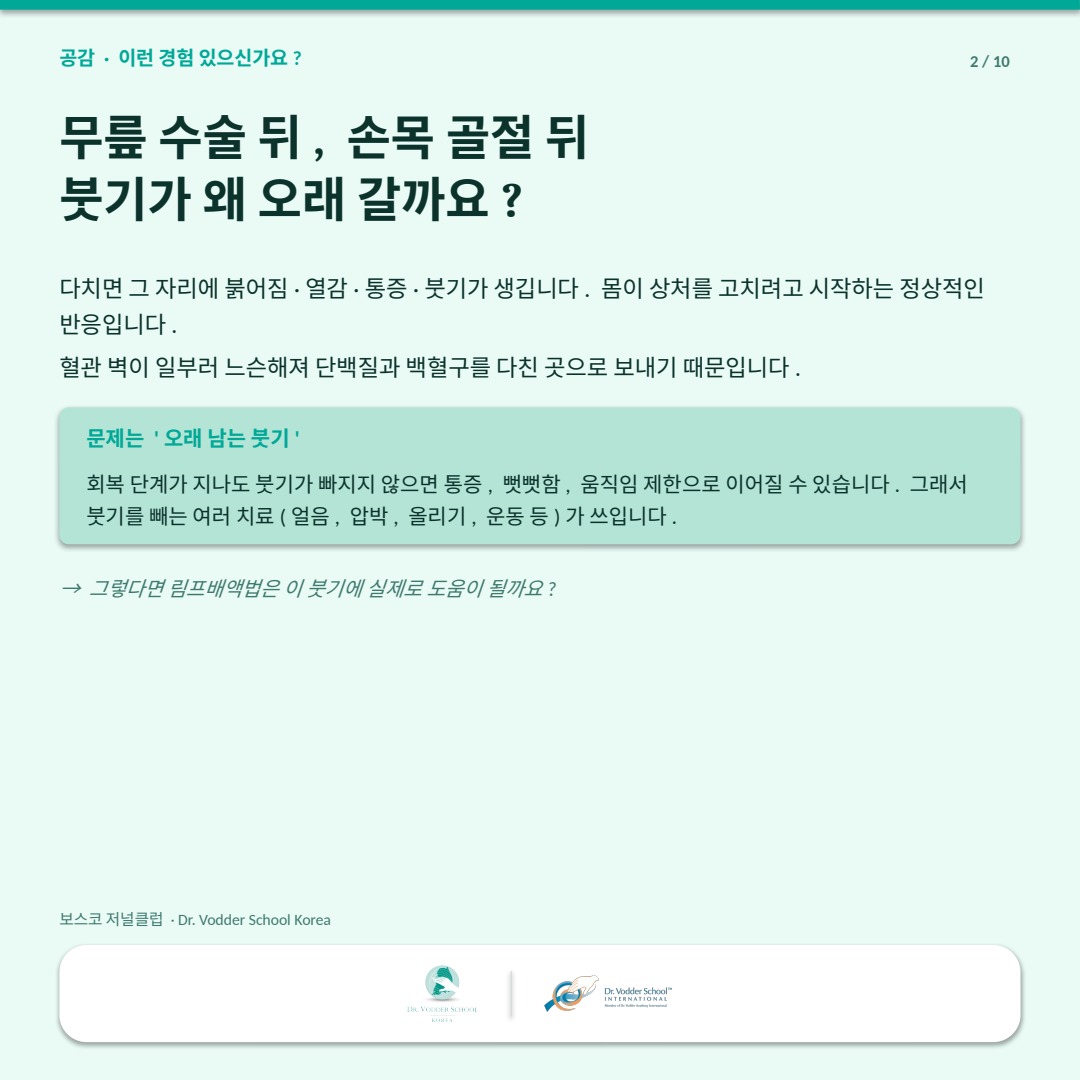 공감 · 이런 경험 있으신가요 ?
2 / 10
무릎 수술 뒤 , 손목 골절 뒤
붓기가 왜 오래 갈까요 ?
다치면 그 자리에 붉어짐 · 열감 · 통증 · 붓기가 생깁니다 . 몸이 상처를 고치려고 시작하는 정상적인
반응입니다 .
혈관 벽이 일부러 느슨해져 단백질과 백혈구를 다친 곳으로 보내기 때문입니다 .
문제는 ' 오래 남는 붓기 '
회복 단계가 지나도 붓기가 빠지지 않으면 통증 , 뻣뻣함 , 움직임 제한으로 이어질 수 있습니다 . 그래서
붓기를 빼는 여러 치료 ( 얼음 , 압박 , 올리기 , 운동 등 ) 가 쓰입니다 .
→ 그렇다면 림프배액법은 이 붓기에 실제로 도움이 될까요 ?
보스코 저널클럽 · Dr. Vodder School Korea
DR. VODDER SCHOOL
KOREA
Dr. Vodder School™
INTERNATIONAL
Member of Dr. Vodder Academy International